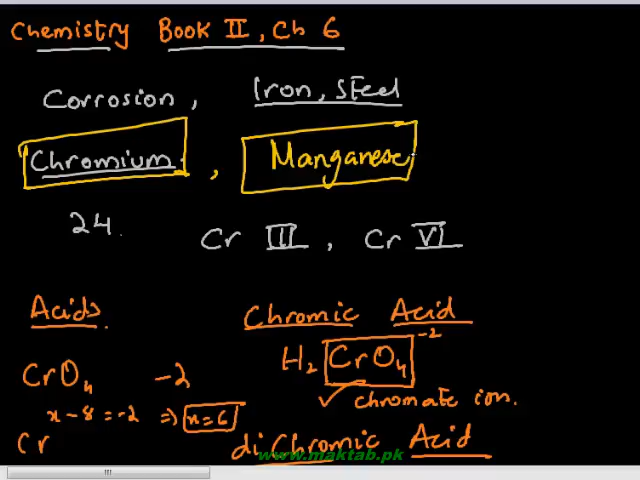 Chemistry Book II, Ch 6
Corrosion, Iron, Steel
Chromium, Manganese
24. Cr III, Cr VI
Acids. Chromic Acid
CrO4 -2 H2 CrO4 -2
x - 8 = -2 => x = 6 ✓ chromate ion.
Cr dichromic Acid
www.maktab.pk